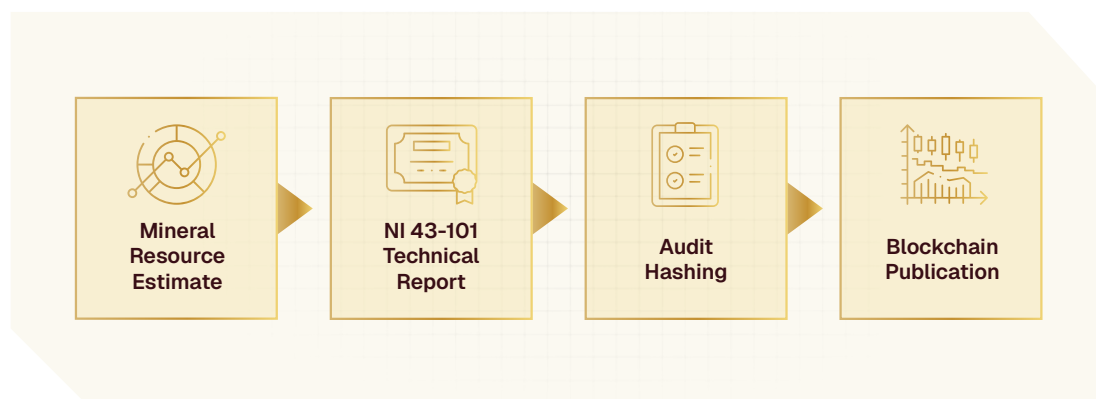 Mineral
Resource
Estimate
NI 43-101
Technical
Report
Audit
Hashing
Blockchain
Publication